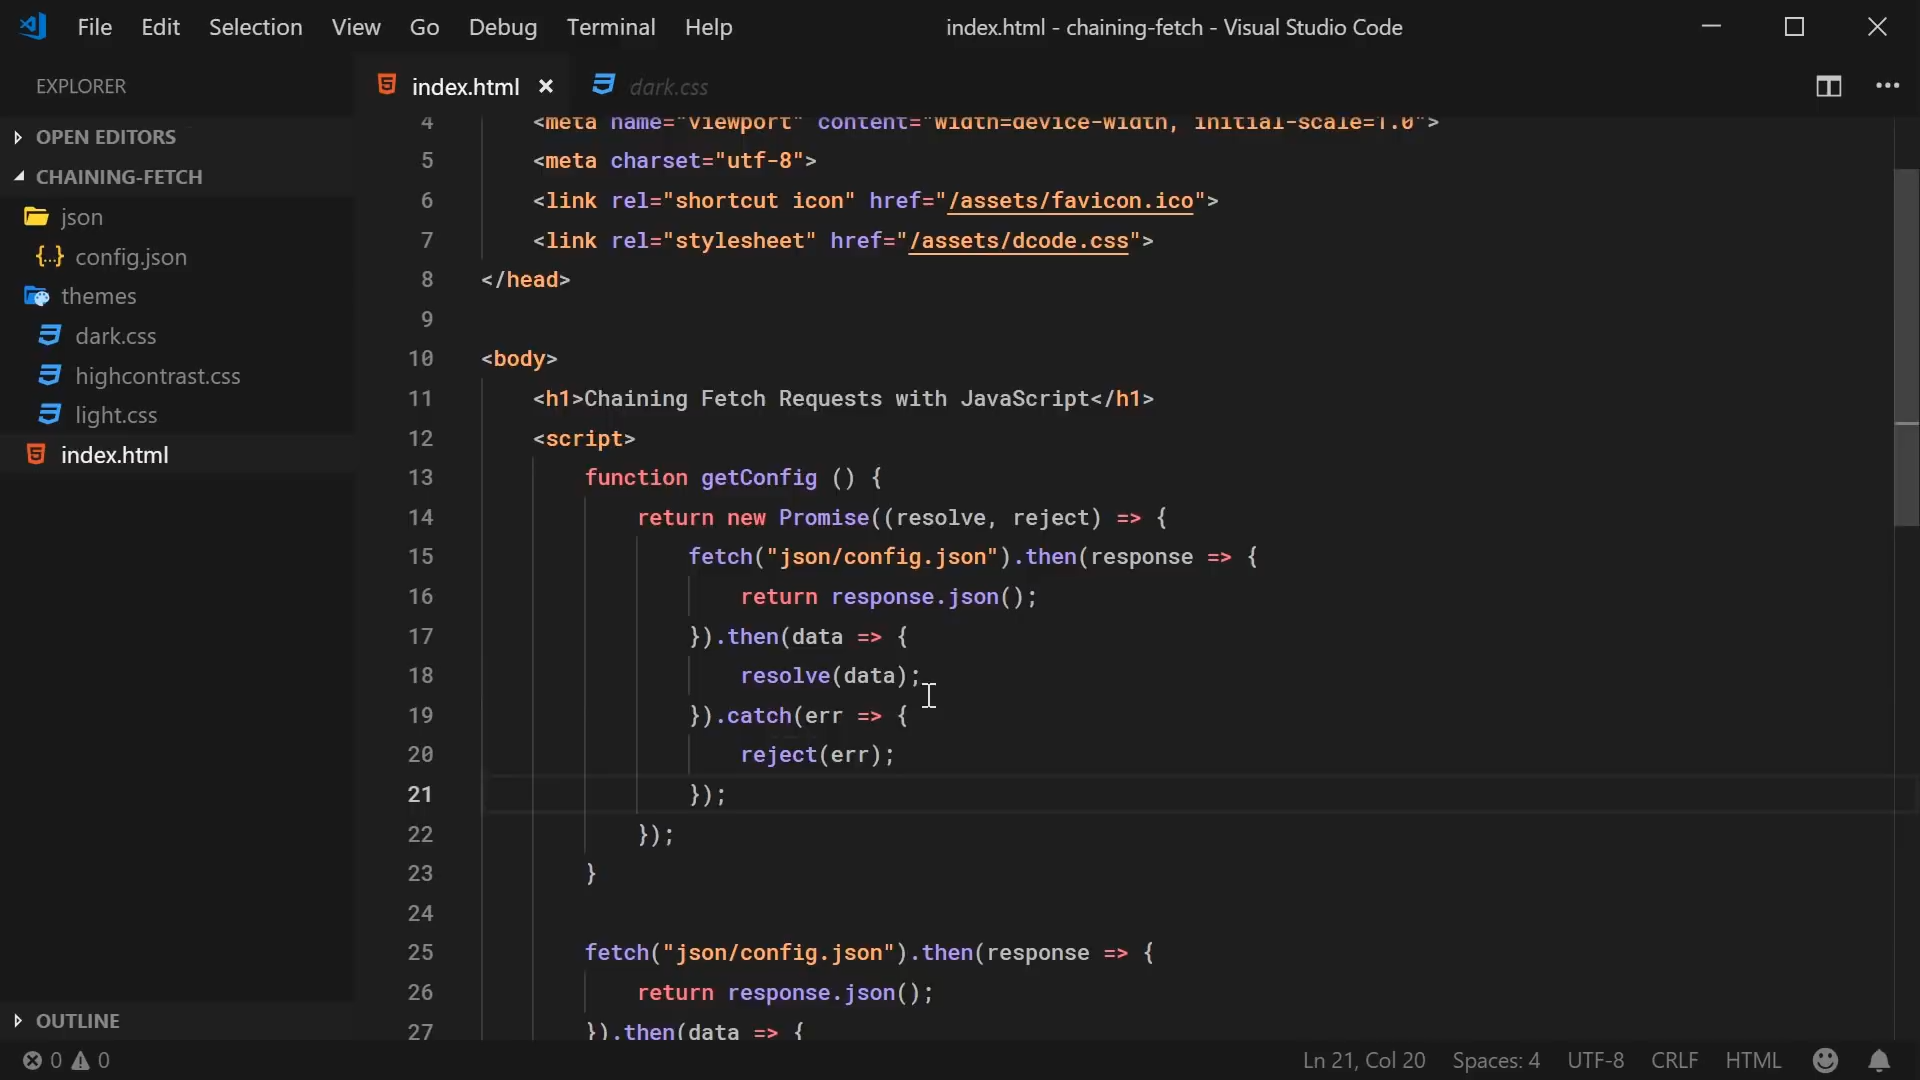 File Edit Selection View Go Debug Terminal Help index.html - chaining-fetch - Visual Studio Code
EXPLORER
index.html
dark.css
OPEN EDITORS
CHAINING-FETCH
json
{..} config.json
themes
dark.css
highcontrast.css
light.css
index.html
OUTLINE
4 <meta name="viewport" content="width=device-width, initial-scale=1.0">
5 <meta charset="utf-8">
6 <link rel="shortcut icon" href="/assets/favicon.ico">
7 <link rel="stylesheet" href="/assets/dcode.css">
8 </head>
9
10 <body>
11 <h1>Chaining Fetch Requests with JavaScript</h1>
12 <script>
13 function getConfig () {
14 return new Promise((resolve, reject) => {
15 fetch("json/config.json").then(response => {
16 return response.json();
17 }).then(data => {
18 resolve(data);
19 }).catch(err => {
20 reject(err);
21 });
22 });
23 }
24
25 fetch("json/config.json").then(response => {
26 return response.json();
27 }).then(data => {
0 0 Ln 21, Col 20 Spaces: 4 UTF-8 CRLF HTML